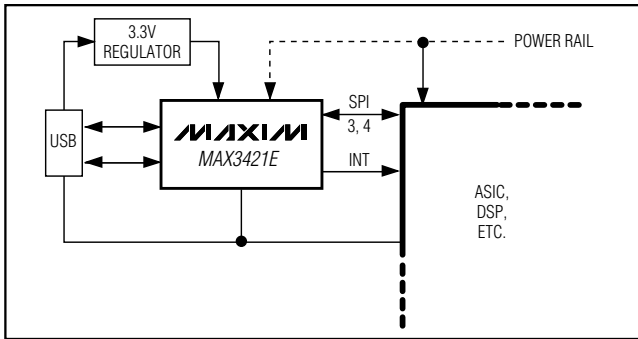 3.3V
REGULATOR
POWER RAIL
USB
MAXIM
MAX3421E
SPI
3, 4
INT
ASIC,
DSP,
ETC.